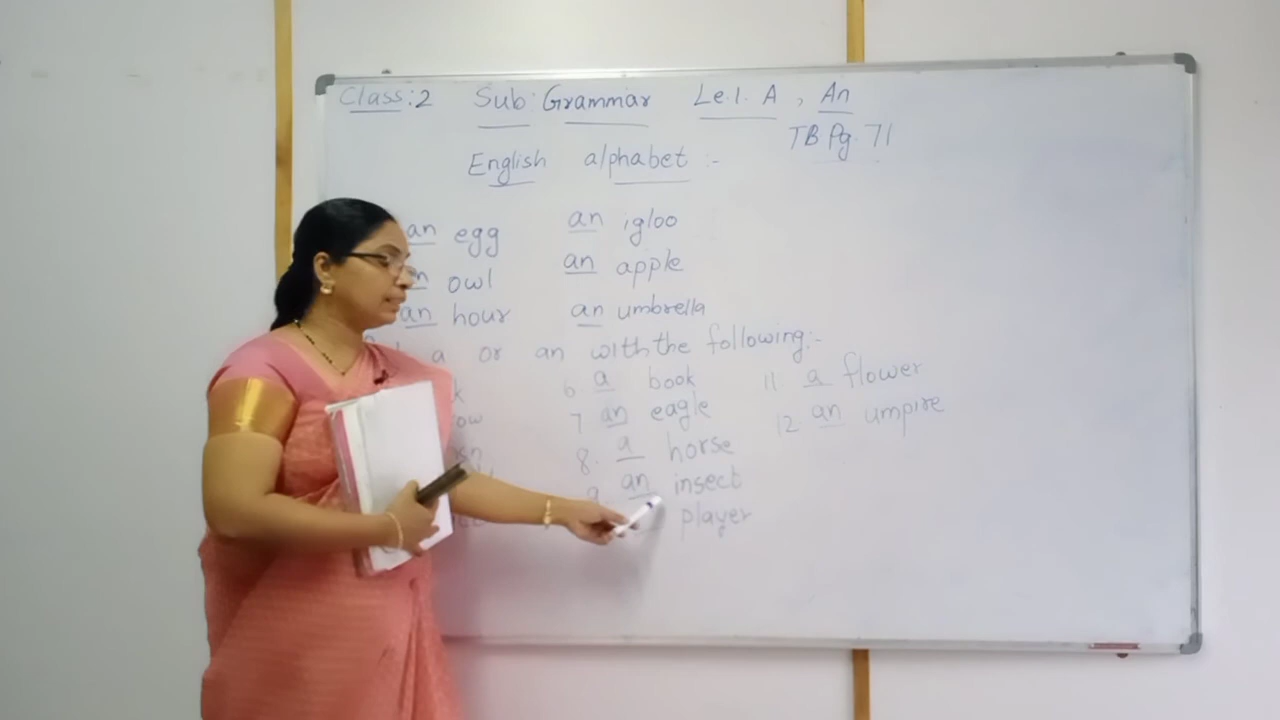 Class:2 Sub: Grammar Le.1. A, An
TB Pg. 71
English alphabet :-
an egg an igloo
owl an apple
an hour an umbrella
a or an with the following:-
6 a book 11 a flower
7 an eagle 12 an umpire
8. a horse
9. an insect
player